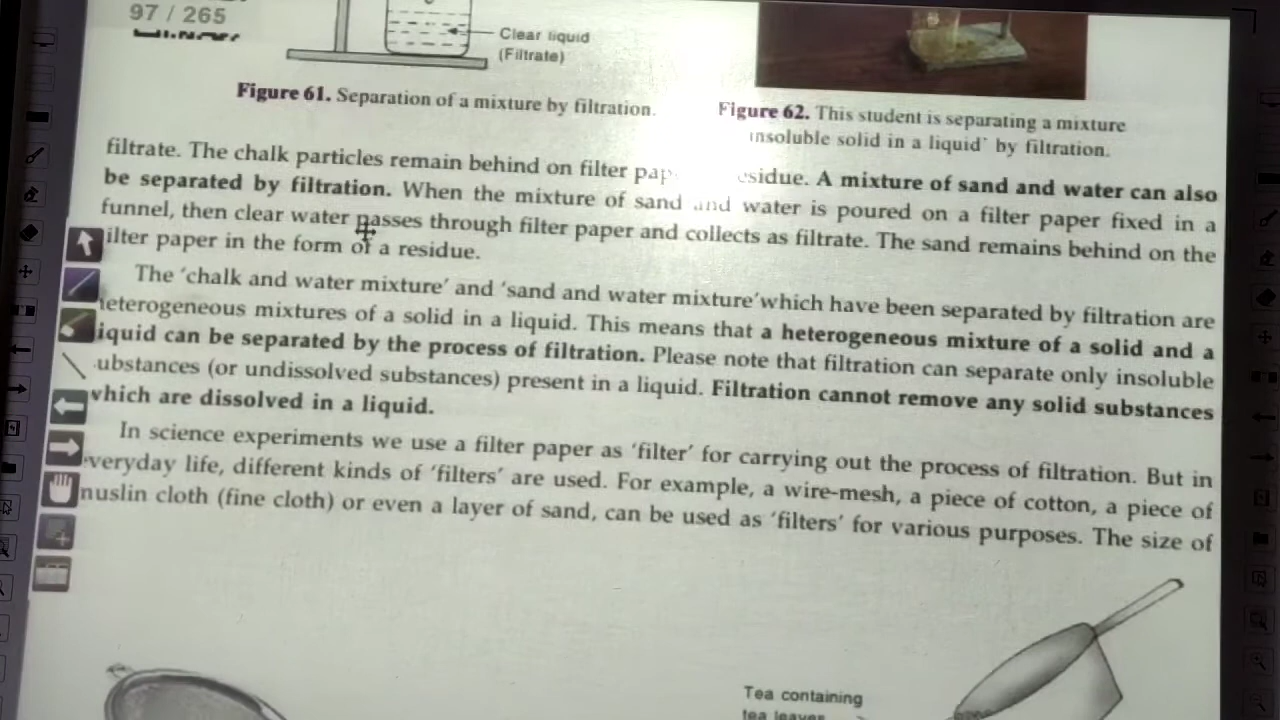 97 / 265
Clear liquid
(Filtrate)
Figure 61. Separation of a mixture by filtration.
Figure 62. This student is separating a mixture
insoluble solid in a liquid' by filtration.
filtrate. The chalk particles remain behind on filter pap esidue. A mixture of sand and water can also
be separated by filtration. When the mixture of sand and water is poured on a filter paper fixed in a
funnel, then clear water passes through filter paper and collects as filtrate. The sand remains behind on the
ilter paper in the form of a residue.
The 'chalk and water mixture' and 'sand and water mixture'which have been separated by filtration are
heterogeneous mixtures of a solid in a liquid. This means that a heterogeneous mixture of a solid and a
liquid can be separated by the process of filtration. Please note that filtration can separate only insoluble
ubstances (or undissolved substances) present in a liquid. Filtration cannot remove any solid substances
which are dissolved in a liquid.
In science experiments we use a filter paper as 'filter' for carrying out the process of filtration. But in
everyday life, different kinds of 'filters' are used. For example, a wire-mesh, a piece of cotton, a piece of
muslin cloth (fine cloth) or even a layer of sand, can be used as 'filters' for various purposes. The size of
Tea containing
tea leaves